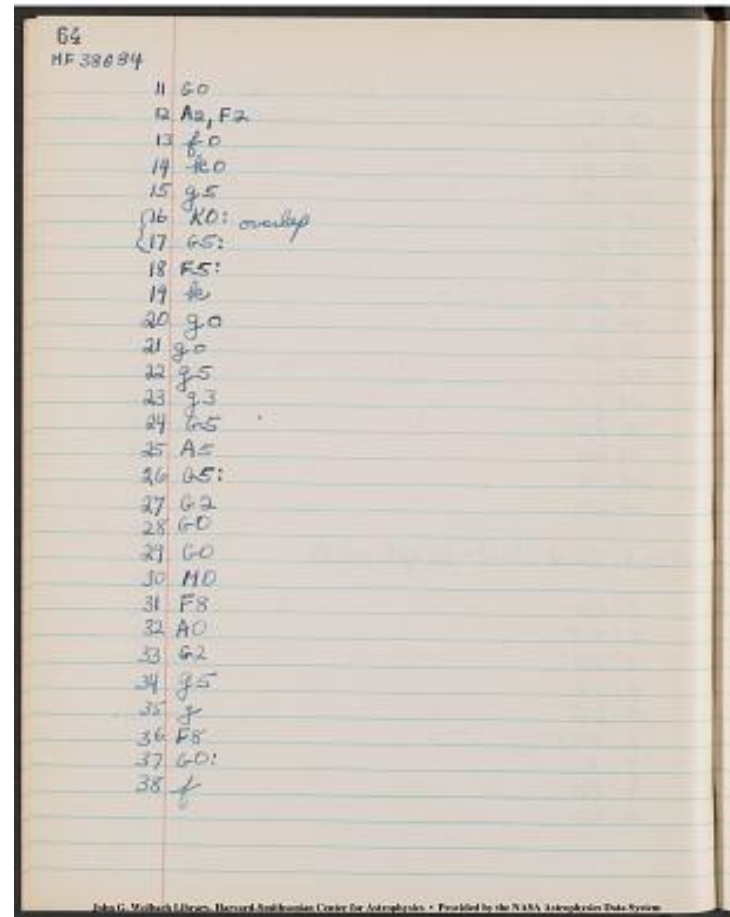 64
MF 38684
11 G0
12 A2, F2
13 f0
14 k0
15 g5
16 K0: overlap
17 G5:
18 F5:
19 k
20 g0
21 g0
22 g5
23 g3
24 G5
25 A5
26 G5:
27 G2
28 G0
29 G0
30 M0
31 F8
32 A0
33 G2
34 g5
35 g
36 F8
37 G0:
38 f
John G. Wolbach Library, Harvard-Smithsonian Center for Astrophysics • Provided by the NASA Astrophysics Data System